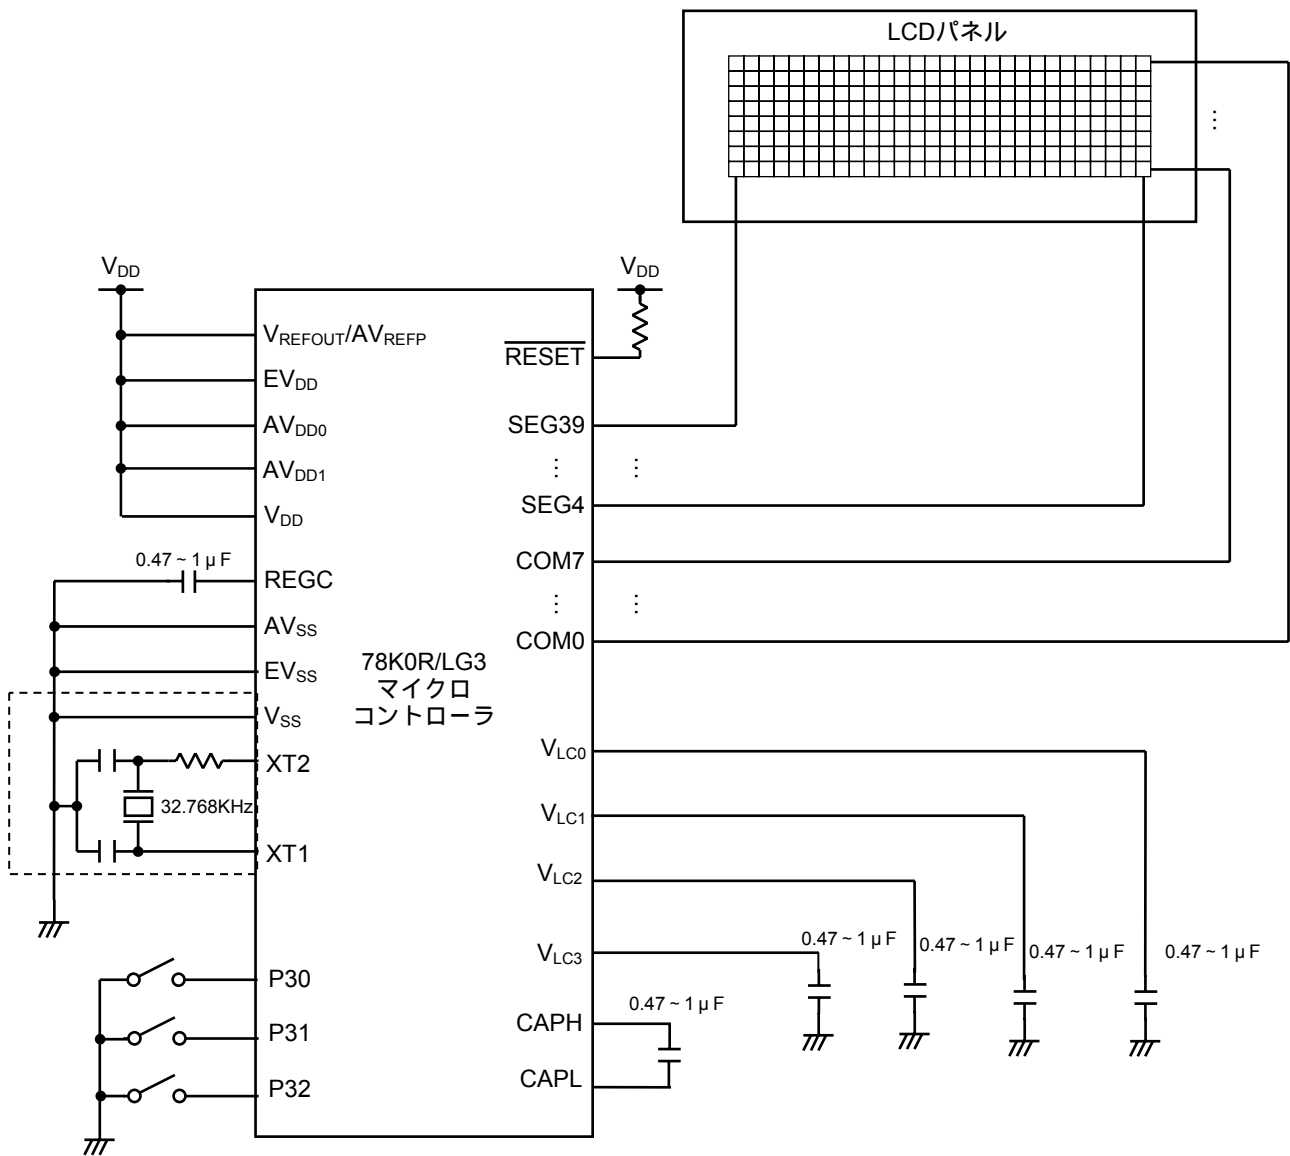 LCDパネル
⋮
VDD
VDD
VREFOUT/AVREFP
RESET
EVDD
AVDD0
SEG39
AVDD1
⋮
⋮
SEG4
VDD
0.47 ~ 1 μ F
REGC
COM7
⋮
⋮
AVSS
COM0
EVSS
78K0R/LG3
マイクロ
コントローラ
VSS
VLC0
XT2
32.768KHz
VLC1
XT1
VLC2
VLC3
0.47 ~ 1 μ F
0.47 ~ 1 μ F
0.47 ~ 1 μ F
0.47 ~ 1 μ F
P30
0.47 ~ 1 μ F
CAPH
P31
CAPL
P32